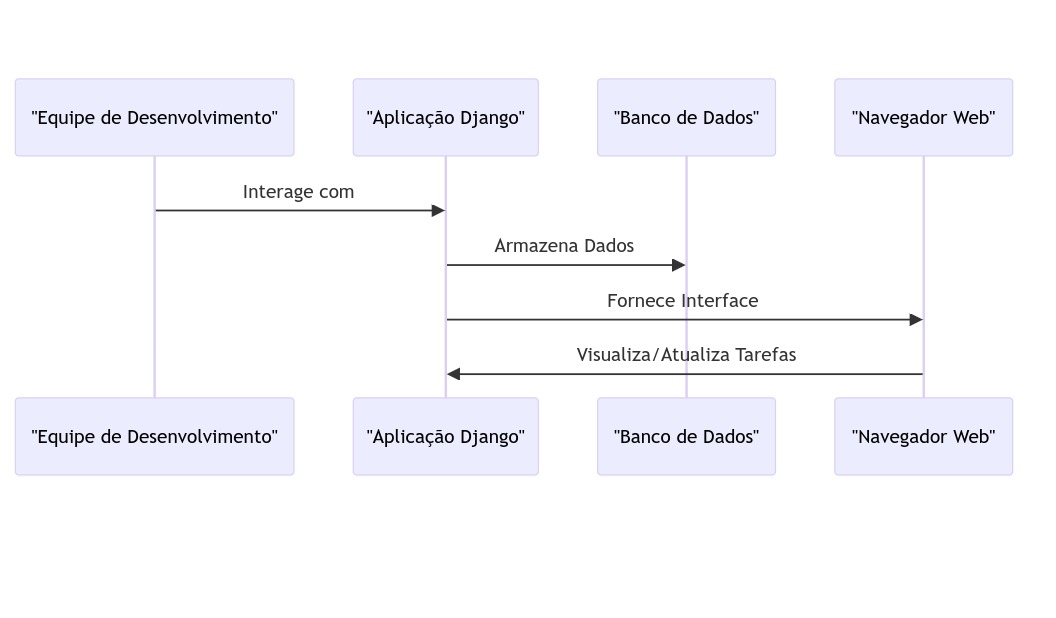 "Equipe de Desenvolvimento"
"Aplicação Django"
"Banco de Dados"
"Navegador Web"
Interage com
Armazena Dados
Fornece Interface
Visualiza/Atualiza Tarefas
"Equipe de Desenvolvimento"
"Aplicação Django"
"Banco de Dados"
"Navegador Web"